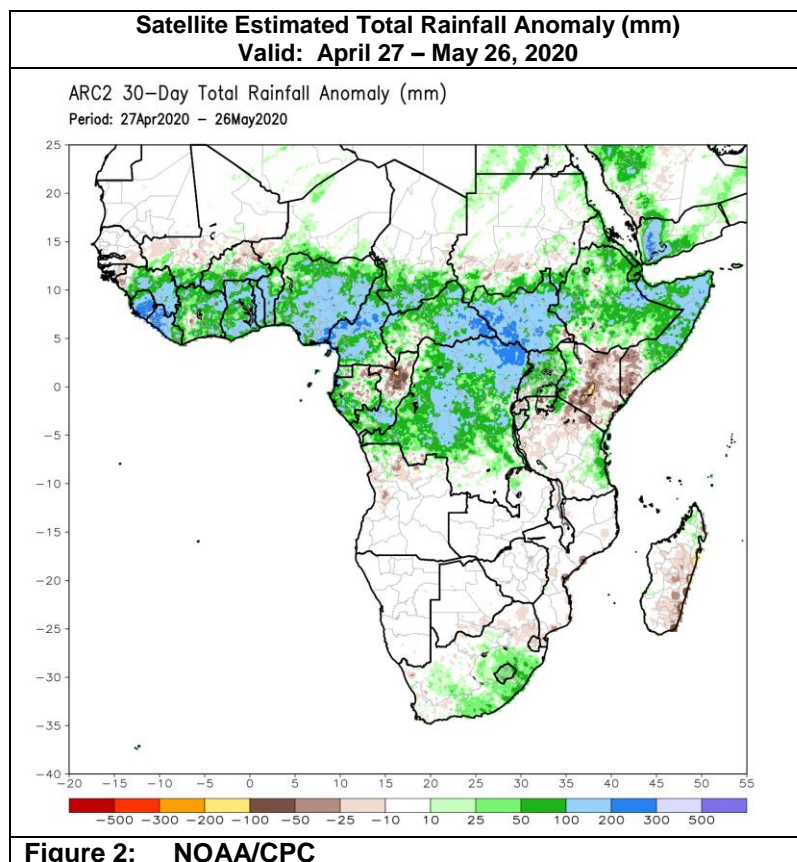 Satellite Estimated Total Rainfall Anomaly (mm)
Valid: April 27 – May 26, 2020
ARC2 30-Day Total Rainfall Anomaly (mm)
Period: 27Apr2020 – 26May2020
25
20
15
10
5
0
-5
-10
-15
-20
-25
-30
-35
-40
-20 -15 -10 -5 0 5 10 15 20 25 30 35 40 45 50 55
-500 -300 -200 -100 -50 -25 -10 10 25 50 100 200 300 500
Figure 2: NOAA/CPC